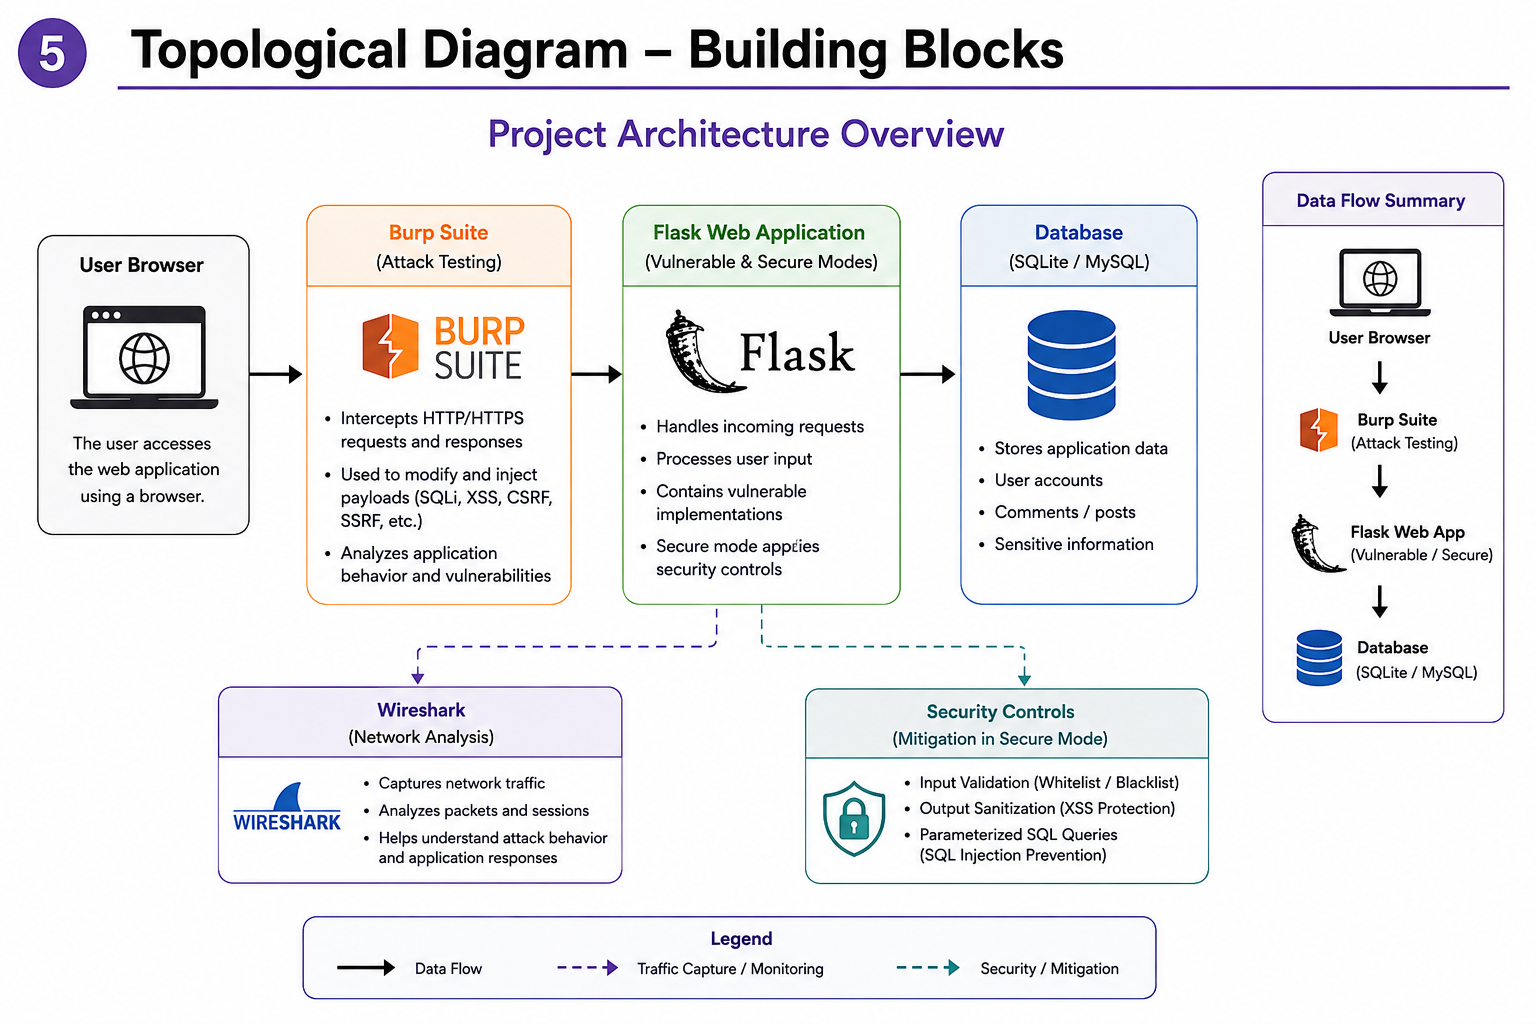 5
Topological Diagram – Building Blocks
Project Architecture Overview
User Browser
The user accesses
the web application
using a browser.
Burp Suite
(Attack Testing)
BURP
SUITE
• Intercepts HTTP/HTTPS
requests and responses
• Used to modify and inject
payloads (SQLi, XSS, CSRF,
SSRF, etc.)
• Analyzes application
behavior and vulnerabilities
Flask Web Application
(Vulnerable & Secure Modes)
Flask
• Handles incoming requests
• Processes user input
• Contains vulnerable
implementations
• Secure mode applies
security controls
Database
(SQLite / MySQL)
• Stores application data
• User accounts
• Comments / posts
• Sensitive information
Data Flow Summary
User Browser
Burp Suite
(Attack Testing)
Flask Web App
(Vulnerable / Secure)
Database
(SQLite / MySQL)
Wireshark
(Network Analysis)
WIRESHARK
• Captures network traffic
• Analyzes packets and sessions
• Helps understand attack behavior
and application responses
Security Controls
(Mitigation in Secure Mode)
• Input Validation (Whitelist / Blacklist)
• Output Sanitization (XSS Protection)
• Parameterized SQL Queries
(SQL Injection Prevention)
Legend
Data Flow
Traffic Capture / Monitoring
Security / Mitigation